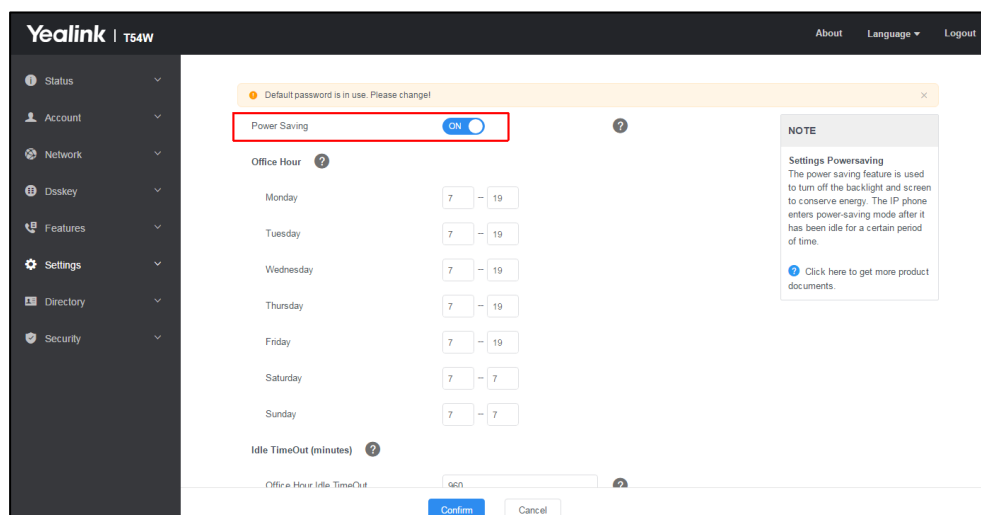 Yealink | T54W
About Language Logout
Status
Account
Network
Dsskey
Features
Settings
Directory
Security
Default password is in use. Please change!
Power Saving ON
Office Hour
Monday 7 – 19
Tuesday 7 – 19
Wednesday 7 – 19
Thursday 7 – 19
Friday 7 – 19
Saturday 7 – 7
Sunday 7 – 7
Idle TimeOut (minutes)
Office Hour Idle TimeOut 960
Confirm Cancel
NOTE
Settings Powersaving
The power saving feature is used
to turn off the backlight and screen
to conserve energy. The IP phone
enters power-saving mode after it
has been idle for a certain period
of time.
Click here to get more product
documents.